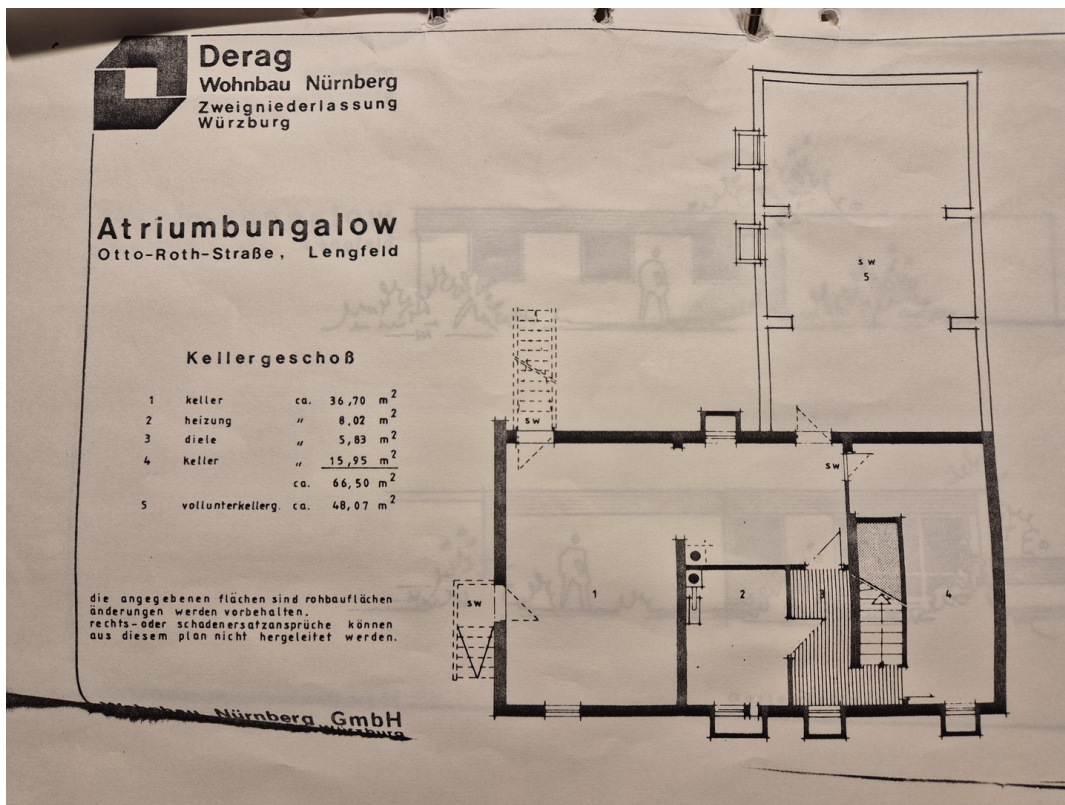 Derag
Wohnbau Nürnberg
Zweigniederlassung
Würzburg
Atriumbungalow
Otto-Roth-Straße, Lengfeld
Kellergeschoß
1 keller ca. 36,70 m²
2 heizung " 8,02 m²
3 diele " 5,83 m²
4 keller " 15,95 m²
ca. 66,50 m²
5 vollunterkellerg. ca. 48,07 m²
die angegebenen flächen sind rohbauflächen
änderungen werden vorbehalten.
rechts-oder schadenersatzansprüche können
aus diesem plan nicht hergeleitet werden.
Wohnbau Nürnberg GmbH
Würzburg
sw
5
sw
sw
sw
1
2
3
4